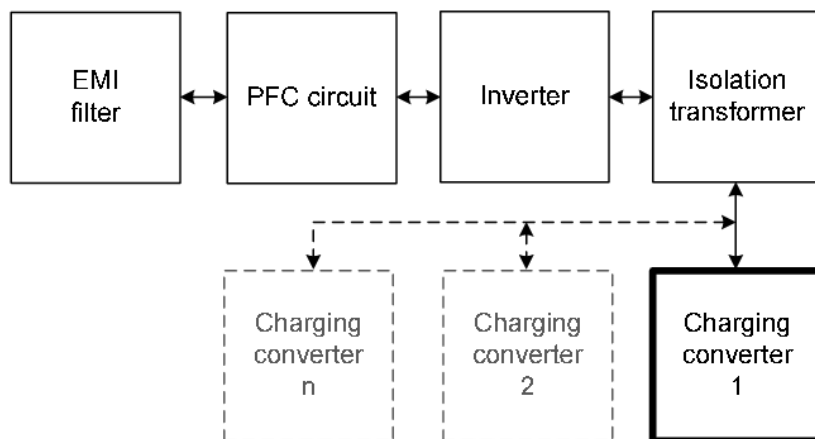 EMI
filter
PFC circuit
Inverter
Isolation
transformer
Charging
converter
n
Charging
converter
2
Charging
converter
1